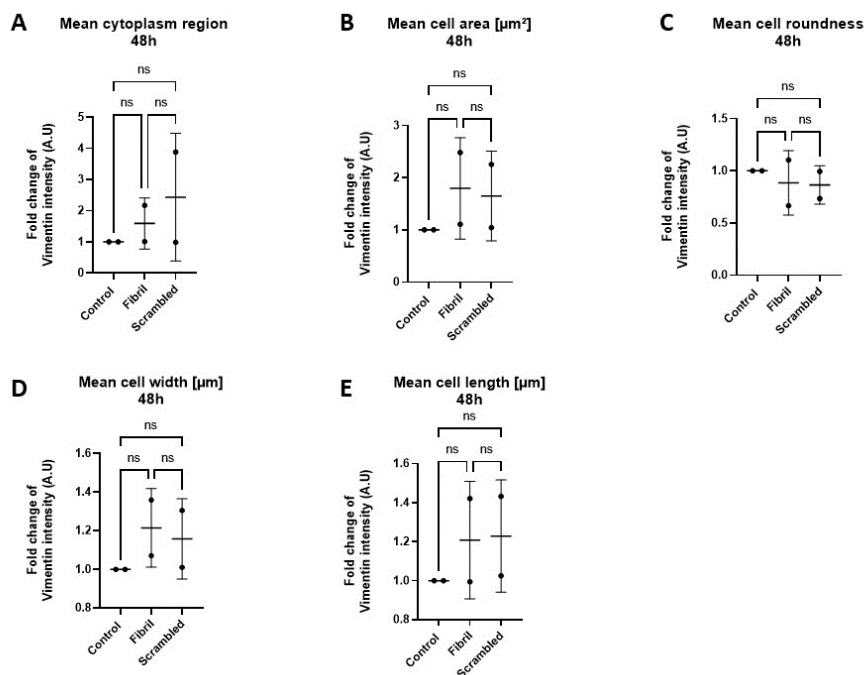 A
Mean cytoplasm region
48h
ns
ns
ns
Fold change of
Vimentin intensity (A.U)
5
4
3
2
1
0
Control
Fibril
Scrambled
B
Mean cell area [µm²]
48h
ns
ns
ns
Fold change of
Vimentin intensity (A.U)
3
2
1
0
Control
Fibril
Scrambled
C
Mean cell roundness
48h
ns
ns
ns
Fold change of
Vimentin intensity (A.U)
1.5
1.0
0.5
0.0
Control
Fibril
Scrambled
D
Mean cell width [µm]
48h
ns
ns
ns
Fold change of
Vimentin intensity (A.U)
1.6
1.4
1.2
1.0
0.8
Control
Fibril
Scrambled
E
Mean cell length [µm]
48h
ns
ns
ns
Fold change of
Vimentin intensity (A.U)
1.6
1.4
1.2
1.0
0.8
Control
Fibril
Scrambled